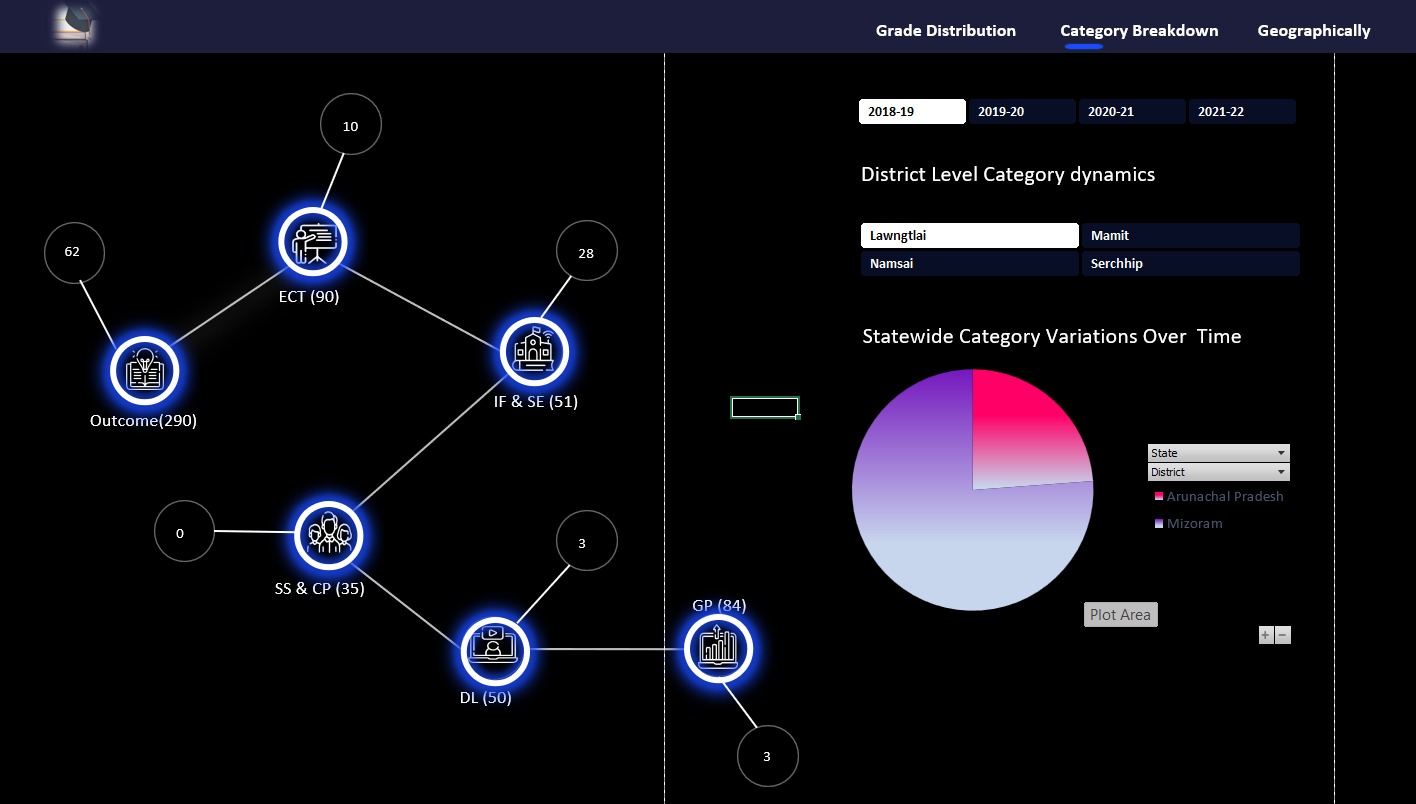 Grade Distribution
Category Breakdown
Geographically
10
62
ECT (90)
28
Outcome(290)
IF & SE (51)
0
SS & CP (35)
3
DL (50)
GP (84)
3
2018-19
2019-20
2020-21
2021-22
District Level Category dynamics
Lawngtlai
Mamit
Namsai
Serchhip
Statewide Category Variations Over Time
State
District
Arunachal Pradesh
Mizoram
Plot Area
+ −